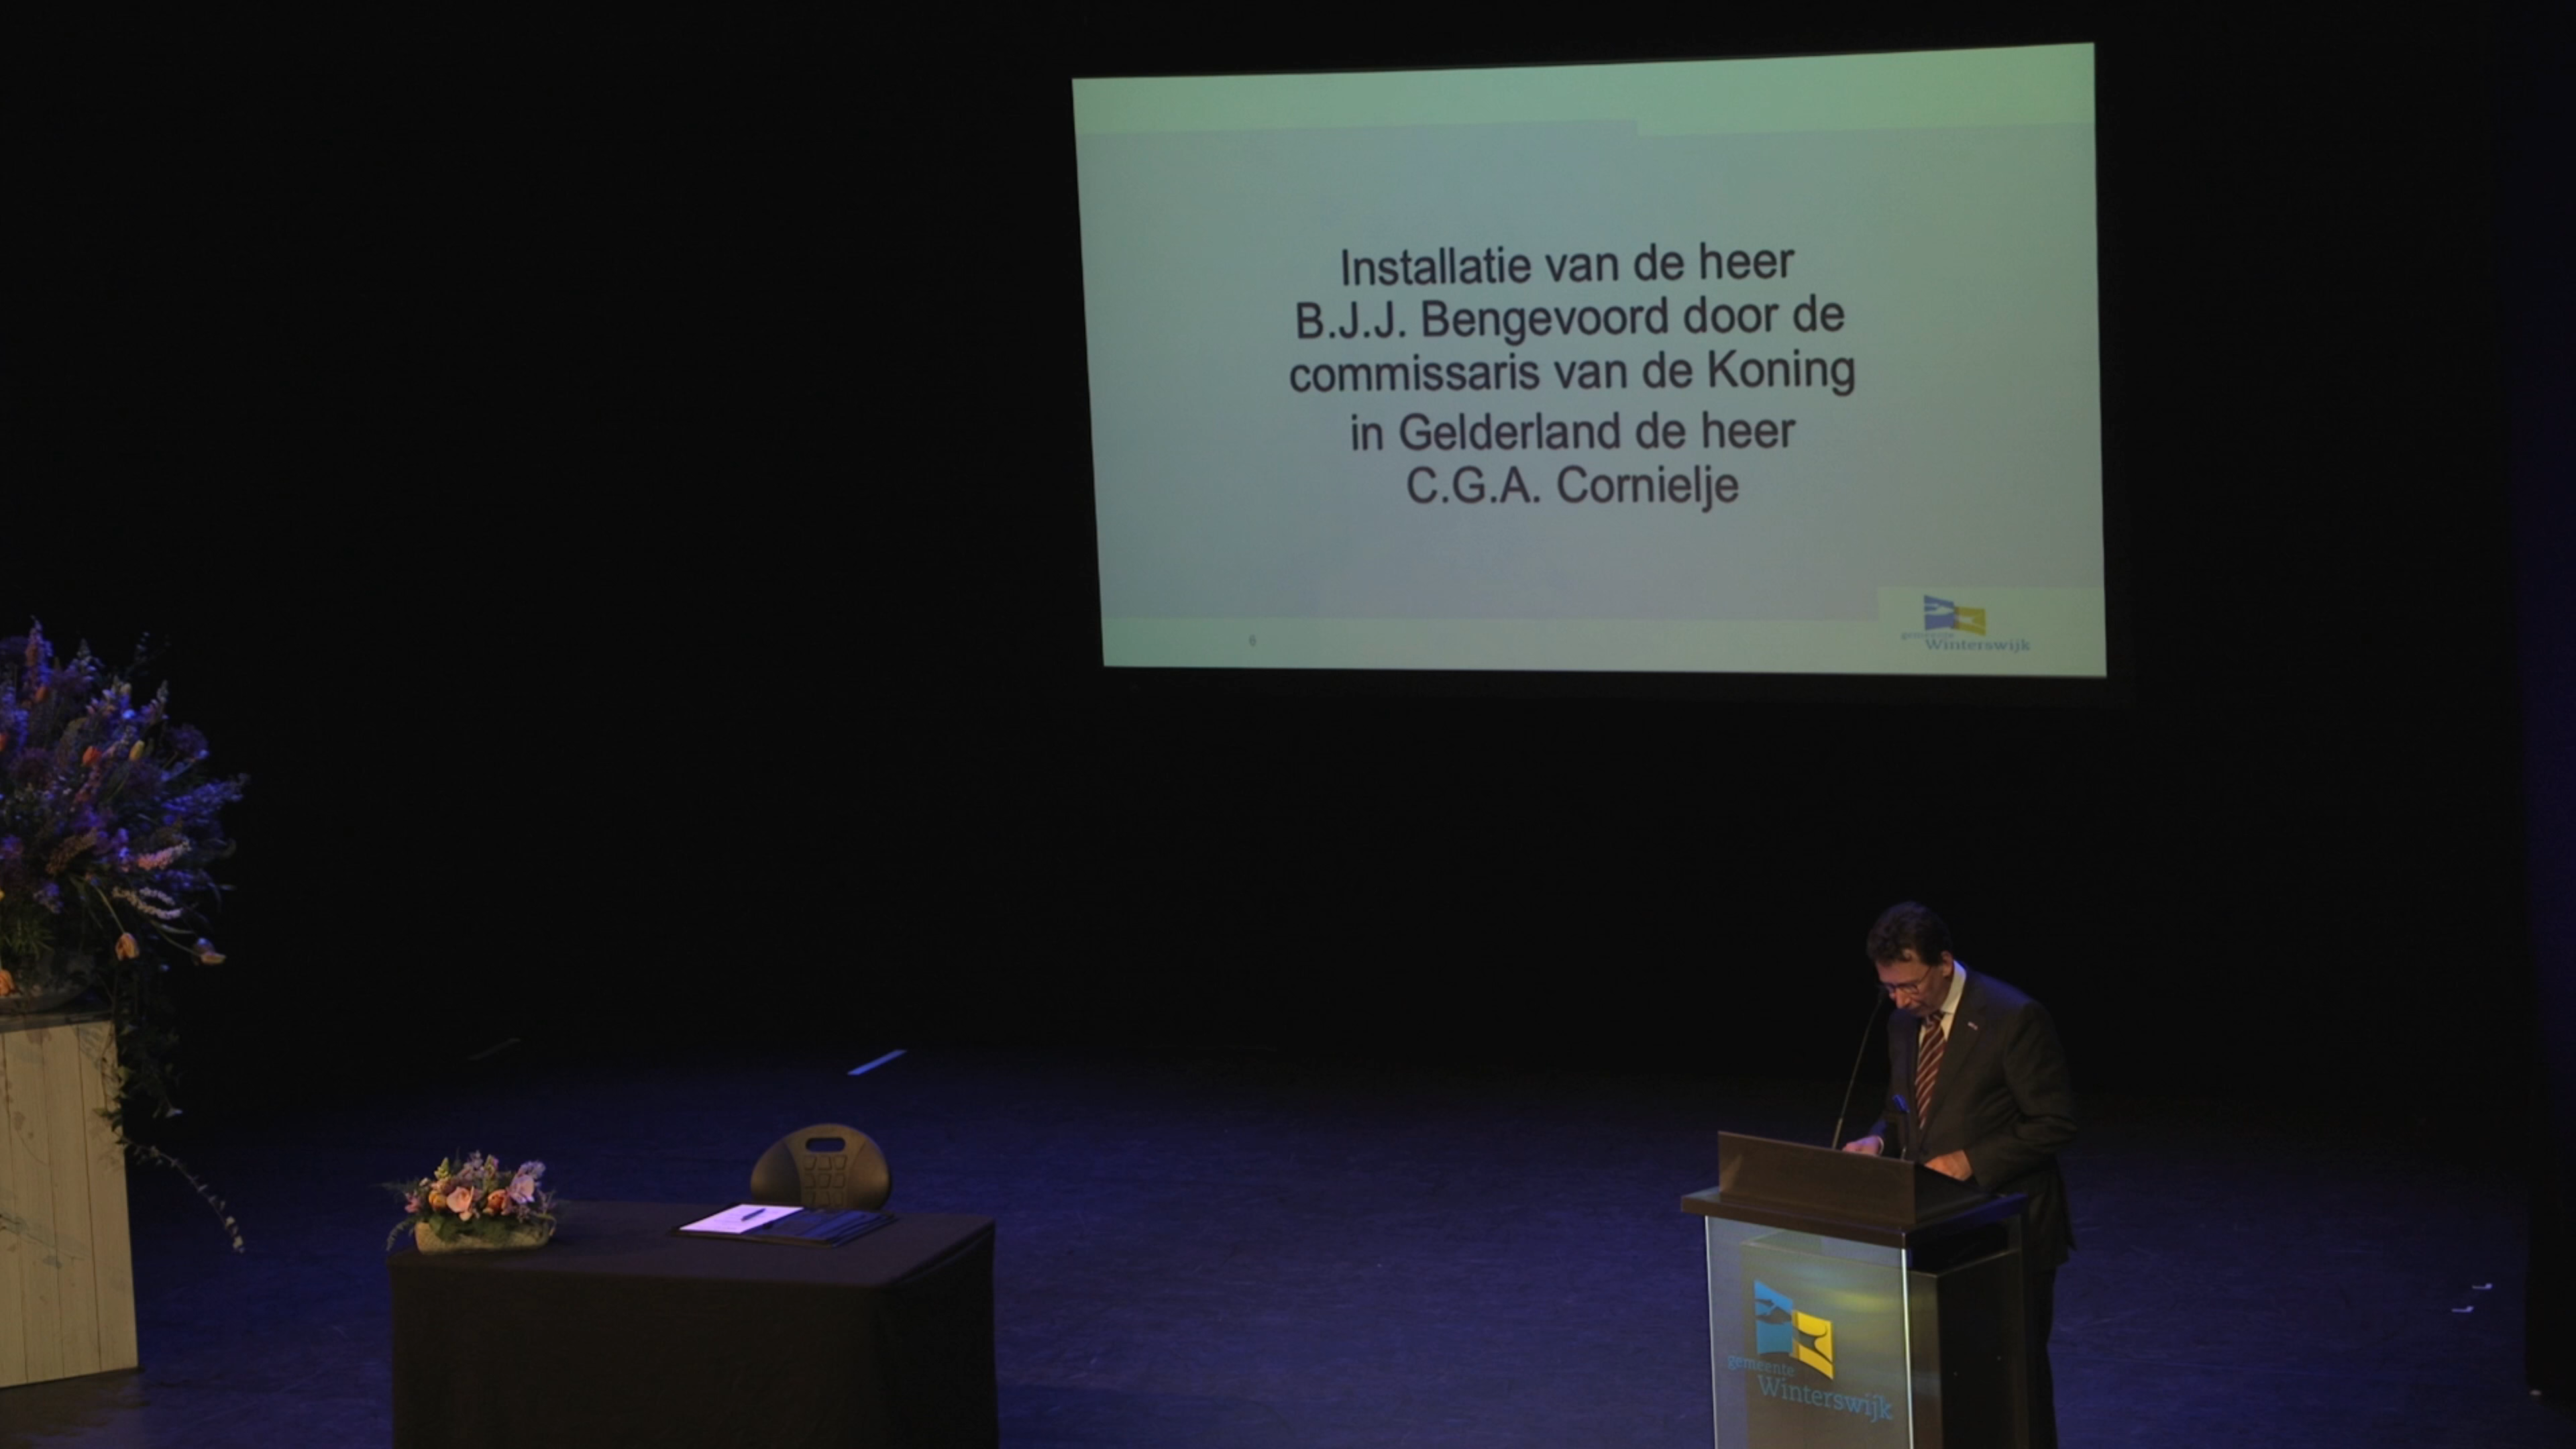 Installatie van de heer
B.J.J. Bengevoord door de
commissaris van de Koning
in Gelderland de heer
C.G.A. Cornielje
6
gemeente
Winterswijk
gemeente
Winterswijk